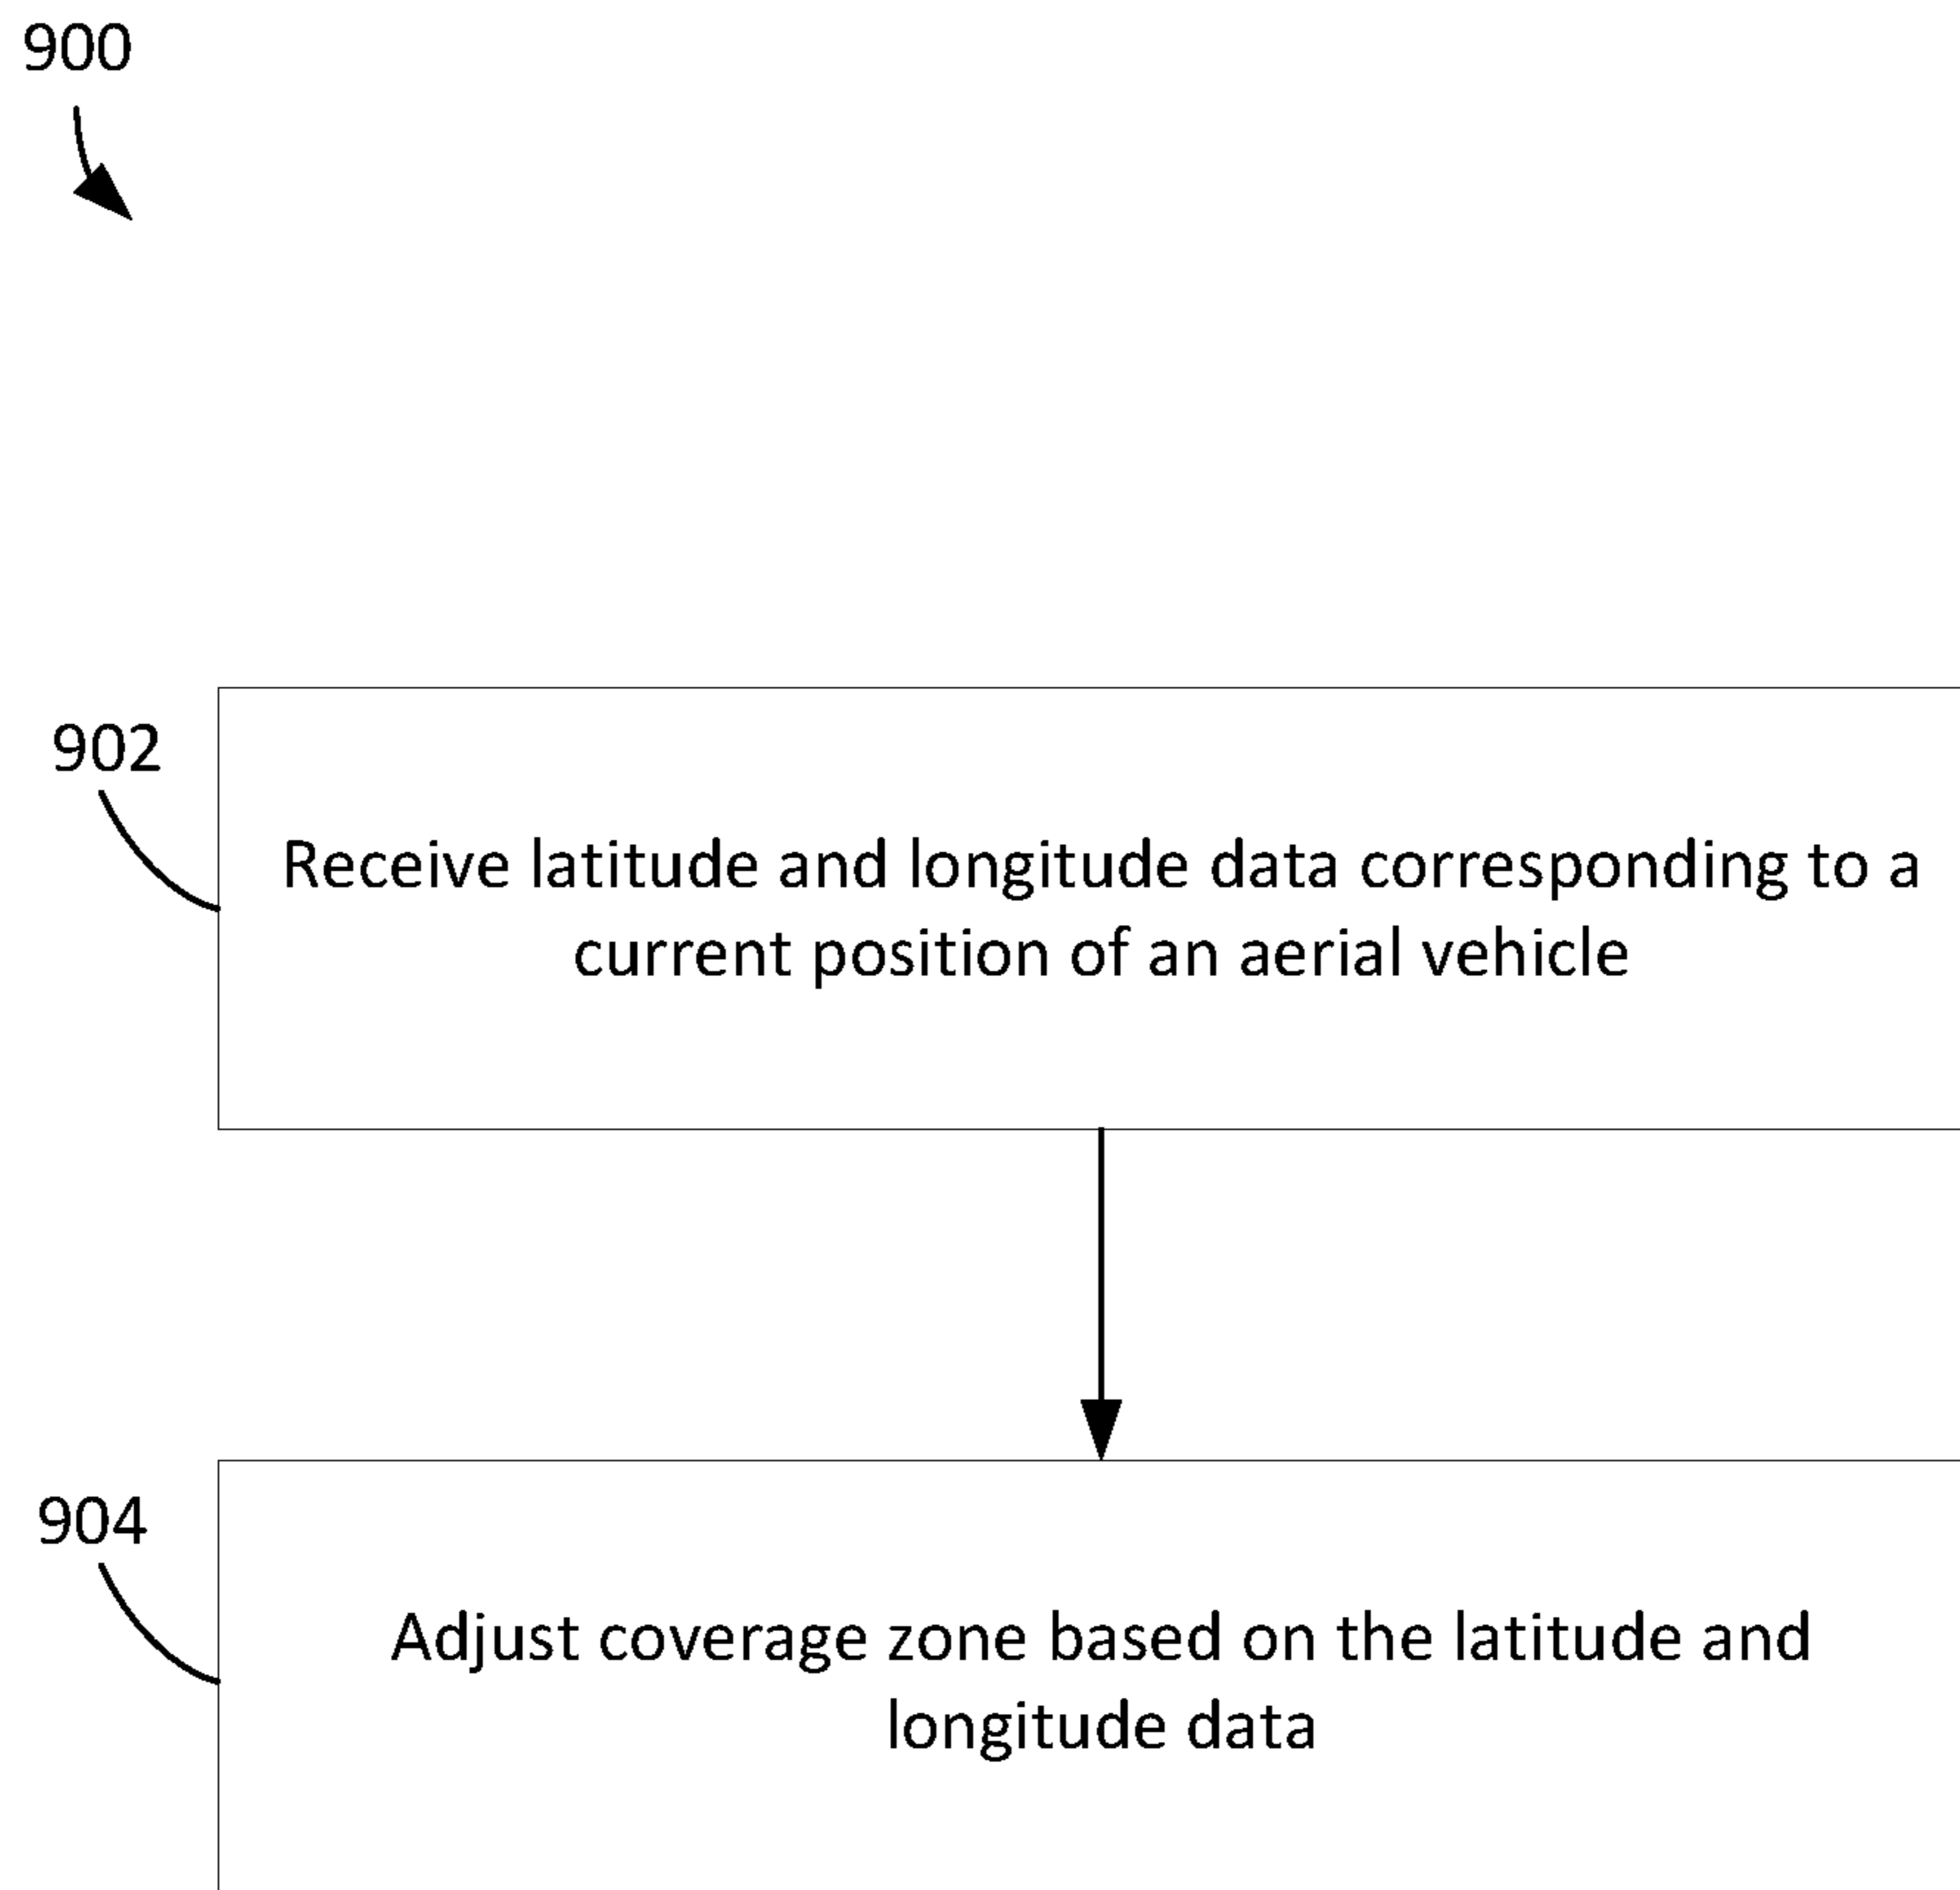 900
902
Receive latitude and longitude data corresponding to a
current position of an aerial vehicle
904
Adjust coverage zone based on the latitude and
longitude data